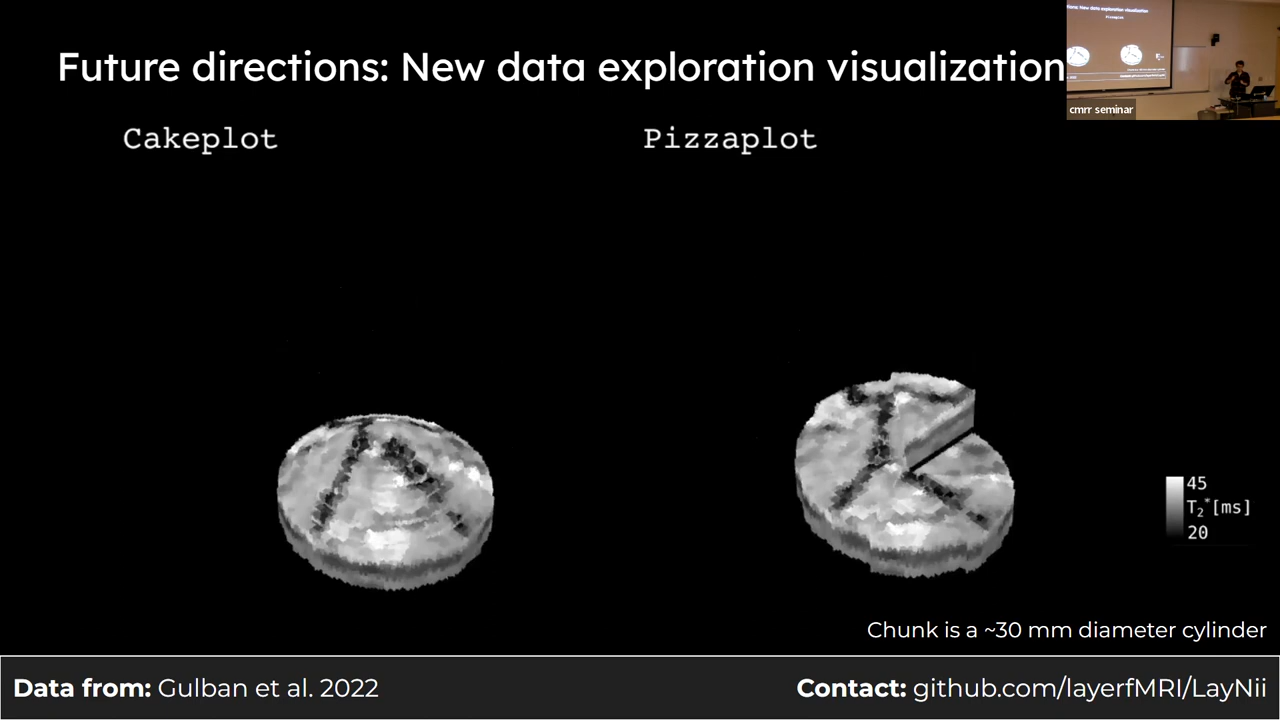 Future directions: New data exploration visualization
Cakeplot
Pizzaplot
cmrr seminar
45
T₂*[ms]
20
Chunk is a ~30 mm diameter cylinder
Data from: Gulban et al. 2022
Contact: github.com/layerfMRI/LayNii